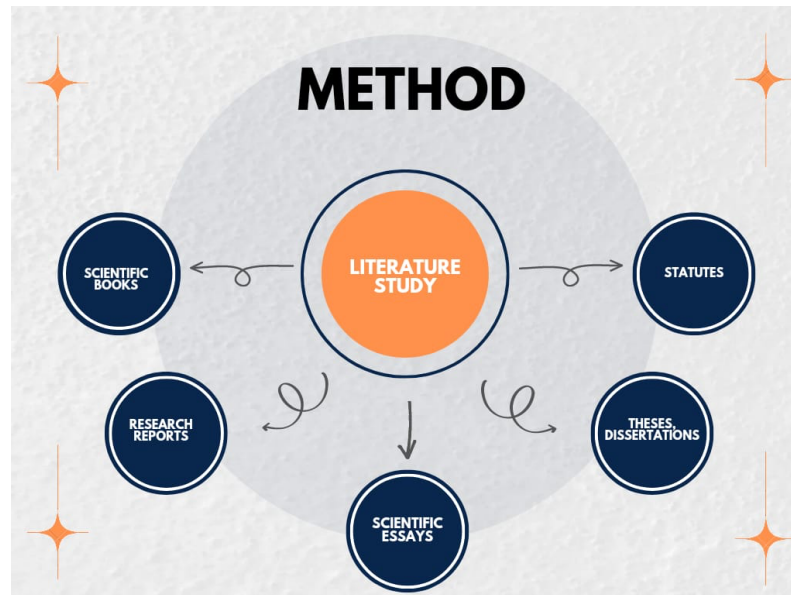 METHOD
LITERATURE
STUDY
SCIENTIFIC
BOOKS
STATUTES
RESEARCH
REPORTS
THESES,
DISSERTATIONS
SCIENTIFIC
ESSAYS